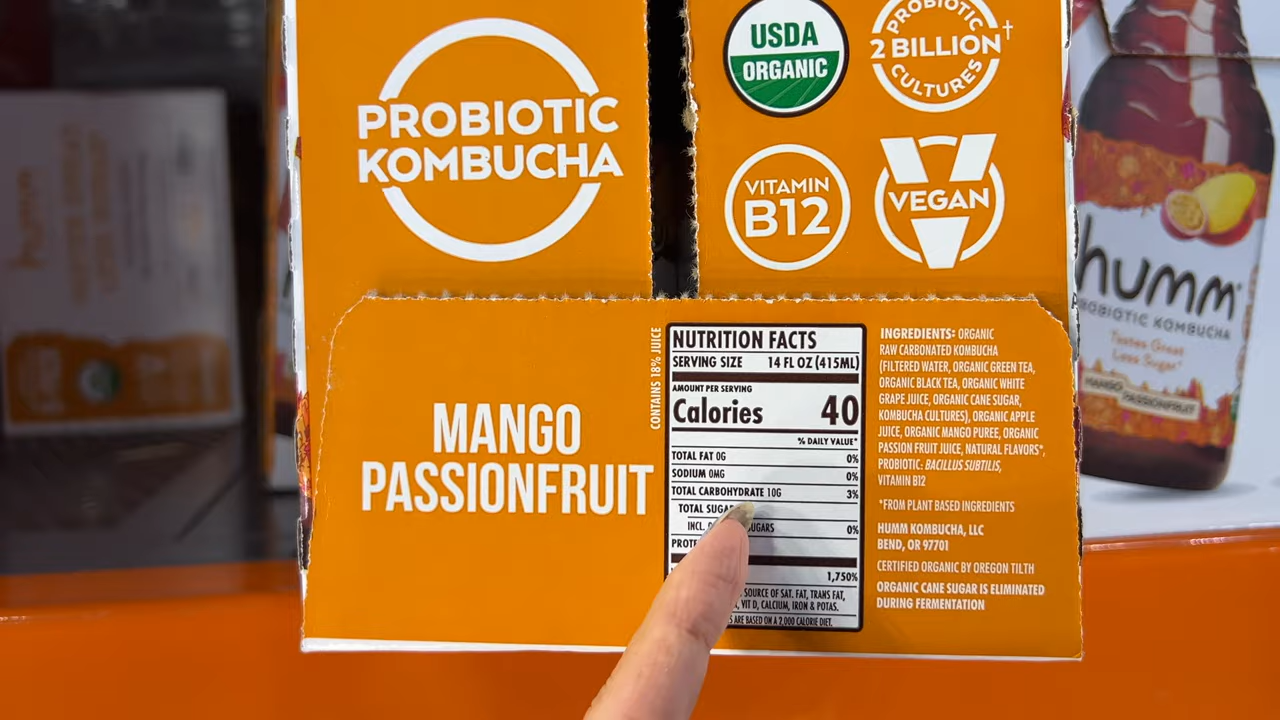 PROBIOTIC
KOMBUCHA
USDA
ORGANIC
PROBIOTIC
2 BILLION†
CULTURES
VITAMIN
B12
VEGAN
MANGO
PASSIONFRUIT
CONTAINS 18% JUICE
NUTRITION FACTS
SERVING SIZE 14 FL OZ (415ML)
AMOUNT PER SERVING
Calories 40
% DAILY VALUE*
TOTAL FAT 0G 0%
SODIUM 0MG 0%
TOTAL CARBOHYDRATE 10G 3%
TOTAL
INCL. SUGARS 0%
1,750%
SOURCE OF SAT. FAT, TRANS FAT,
VIT D, CALCIUM, IRON & POTAS.
ARE BASED ON A 2,000 CALORIE DIET.
INGREDIENTS: ORGANIC
RAW CARBONATED KOMBUCHA
(FILTERED WATER, ORGANIC GREEN TEA,
ORGANIC BLACK TEA, ORGANIC WHITE
GRAPE JUICE, ORGANIC CANE SUGAR,
KOMBUCHA CULTURES), ORGANIC APPLE
JUICE, ORGANIC MANGO PUREE, ORGANIC
PASSION FRUIT JUICE, NATURAL FLAVORS*,
PROBIOTIC: BACILLUS SUBTILIS,
VITAMIN B12
*FROM PLANT BASED INGREDIENTS
HUMM KOMBUCHA, LLC
BEND, OR 97701
CERTIFIED ORGANIC BY OREGON TILTH
ORGANIC CANE SUGAR IS ELIMINATED
DURING FERMENTATION
humm
PROBIOTIC KOMBUCHA
Tastes Great
Less Sugar*
MANGO
PASSIONFRUIT
humm